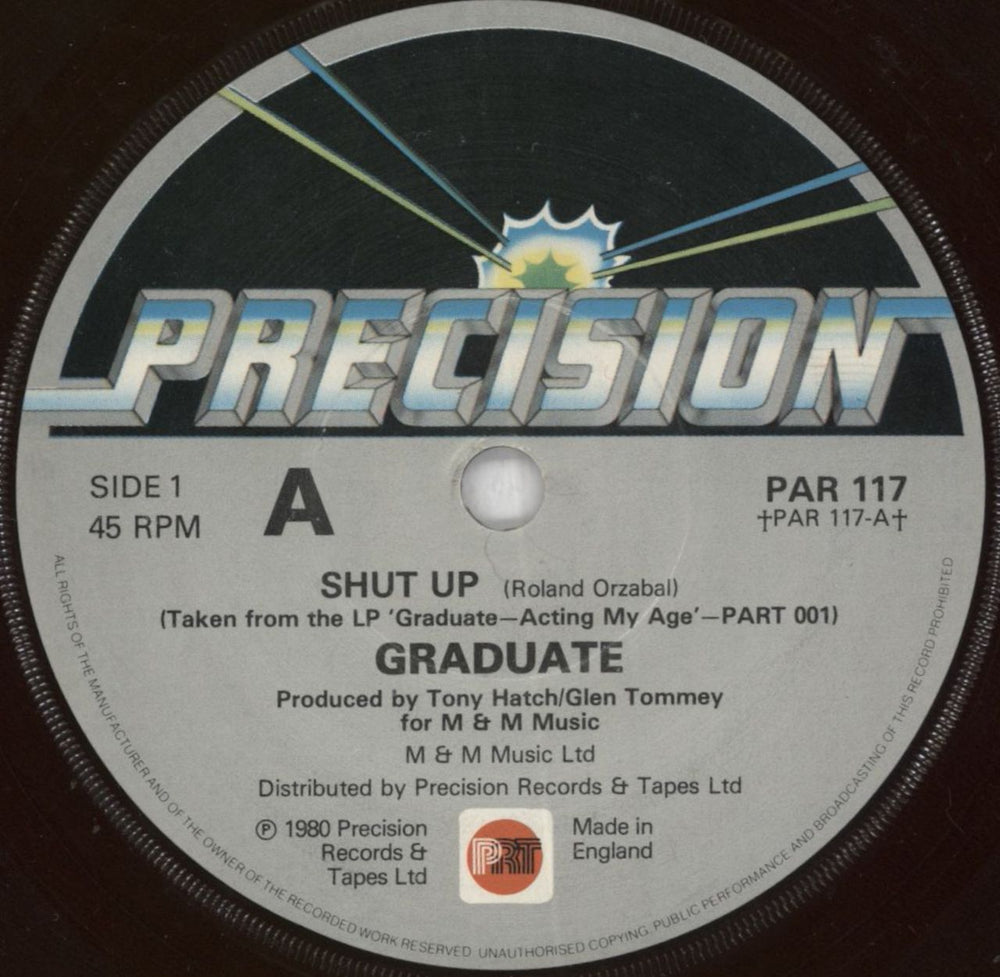 PRECISION
SIDE 1
45 RPM
A
PAR 117
†PAR 117-A†
SHUT UP (Roland Orzabal)
(Taken from the LP 'Graduate—Acting My Age'—PART 001)
GRADUATE
Produced by Tony Hatch/Glen Tommey
for M & M Music
M & M Music Ltd
Distributed by Precision Records & Tapes Ltd
℗ 1980 Precision
Records &
Tapes Ltd
PRT
Made in
England
ALL RIGHTS OF THE MANUFACTURER AND OF THE OWNER OF THE RECORDED WORK RESERVED. UNAUTHORISED COPYING, PUBLIC PERFORMANCE AND BROADCASTING OF THIS RECORD PROHIBITED